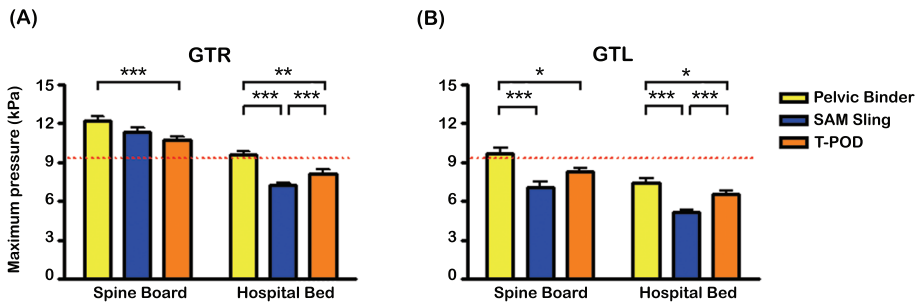 (A)
GTR
Maximum pressure (kPa)
15
12
9
6
3
0
***
**
*** ***
Spine Board Hospital Bed
(B)
GTL
15
12
9
6
3
0
*
***
*
*** ***
Spine Board Hospital Bed
Pelvic Binder
SAM Sling
T-POD